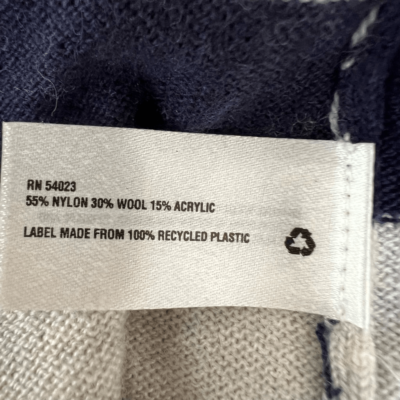 RN 54023
55% NYLON 30% WOOL 15% ACRYLIC
LABEL MADE FROM 100% RECYCLED PLASTIC